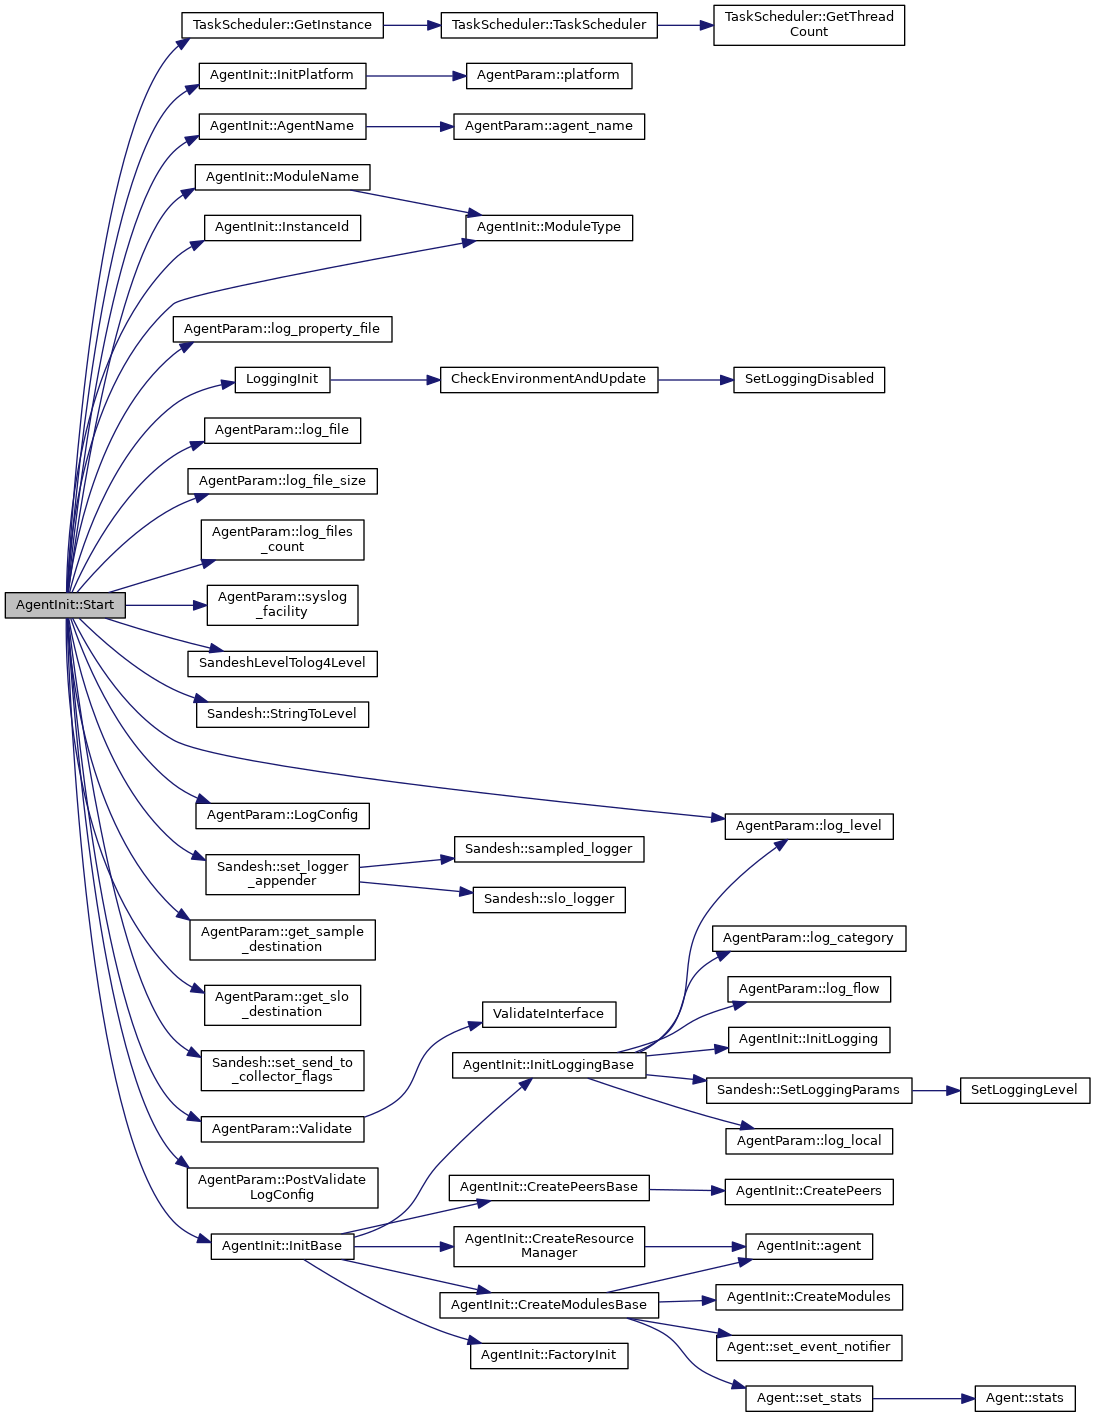 TaskScheduler::GetInstance
TaskScheduler::TaskScheduler
TaskScheduler::GetThread
Count
AgentInit::InitPlatform
AgentParam::platform
AgentInit::AgentName
AgentParam::agent_name
AgentInit::ModuleName
AgentInit::InstanceId
AgentInit::ModuleType
AgentParam::log_property_file
LoggingInit
CheckEnvironmentAndUpdate
SetLoggingDisabled
AgentParam::log_file
AgentParam::log_file_size
AgentParam::log_files
_count
AgentInit::Start
AgentParam::syslog
_facility
SandeshLevelTolog4Level
Sandesh::StringToLevel
AgentParam::LogConfig
AgentParam::log_level
Sandesh::set_logger
_appender
Sandesh::sampled_logger
Sandesh::slo_logger
AgentParam::get_sample
_destination
AgentParam::log_category
AgentParam::get_slo
_destination
AgentParam::log_flow
ValidateInterface
AgentInit::InitLogging
Sandesh::set_send_to
_collector_flags
AgentInit::InitLoggingBase
Sandesh::SetLoggingParams
SetLoggingLevel
AgentParam::Validate
AgentParam::log_local
AgentParam::PostValidate
LogConfig
AgentInit::CreatePeersBase
AgentInit::CreatePeers
AgentInit::InitBase
AgentInit::CreateResource
Manager
AgentInit::agent
AgentInit::CreateModulesBase
AgentInit::CreateModules
AgentInit::FactoryInit
Agent::set_event_notifier
Agent::set_stats
Agent::stats